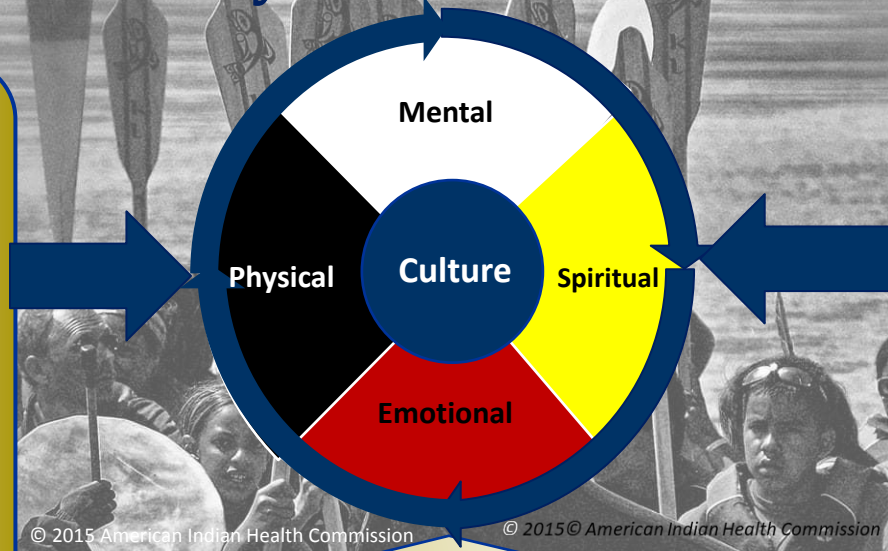 Mental
Physical
Culture
Spiritual
Emotional
© 2015 American Indian Health Commission
© 2015© American Indian Health Commission